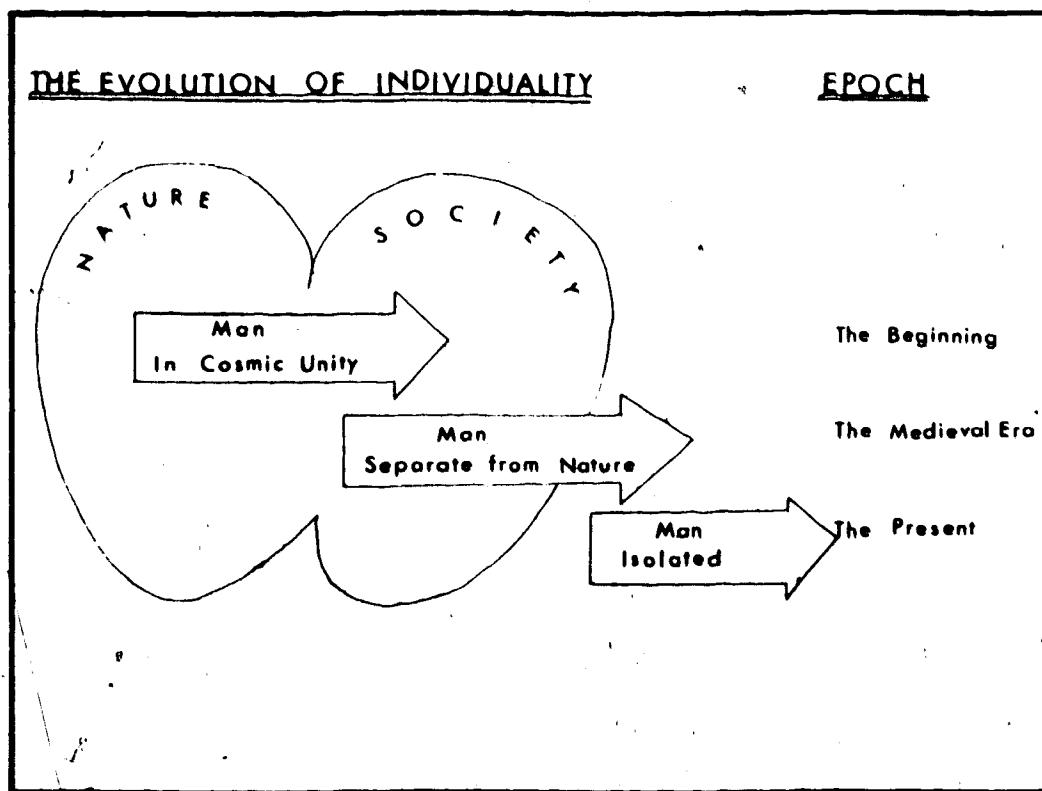 THE EVOLUTION OF INDIVIDUALITY
EPOCH
NATURE
SOCIETY
Man
In Cosmic Unity
The Beginning
Man
Separate from Nature
The Medieval Era
Man
Isolated
The Present